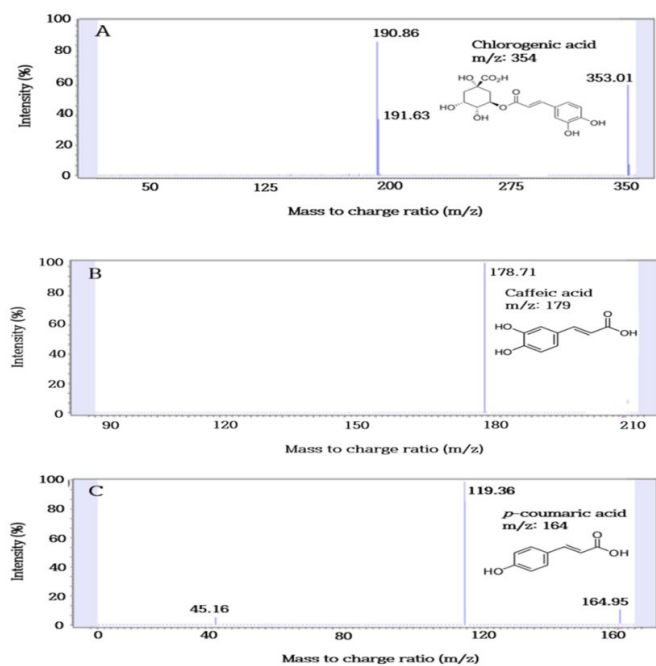 A
100
80
60
40
20
0
Intensity (%)
190.86
191.63
353.01
Chlorogenic acid
m/z: 354
HO CO₂H
HO
OH
O
O
OH
OH
50 125 200 275 350
Mass to charge ratio (m/z)
B
100
80
60
40
20
0
Intensity (%)
178.71
Caffeic acid
m/z: 179
O
HO
OH
HO
90 120 150 180 210
Mass to charge ratio (m/z)
C
100
80
60
40
20
0
Intensity (%)
119.36
45.16
164.95
p-coumaric acid
m/z: 164
O
OH
HO
0 40 80 120 160
Mass to charge ratio (m/z)